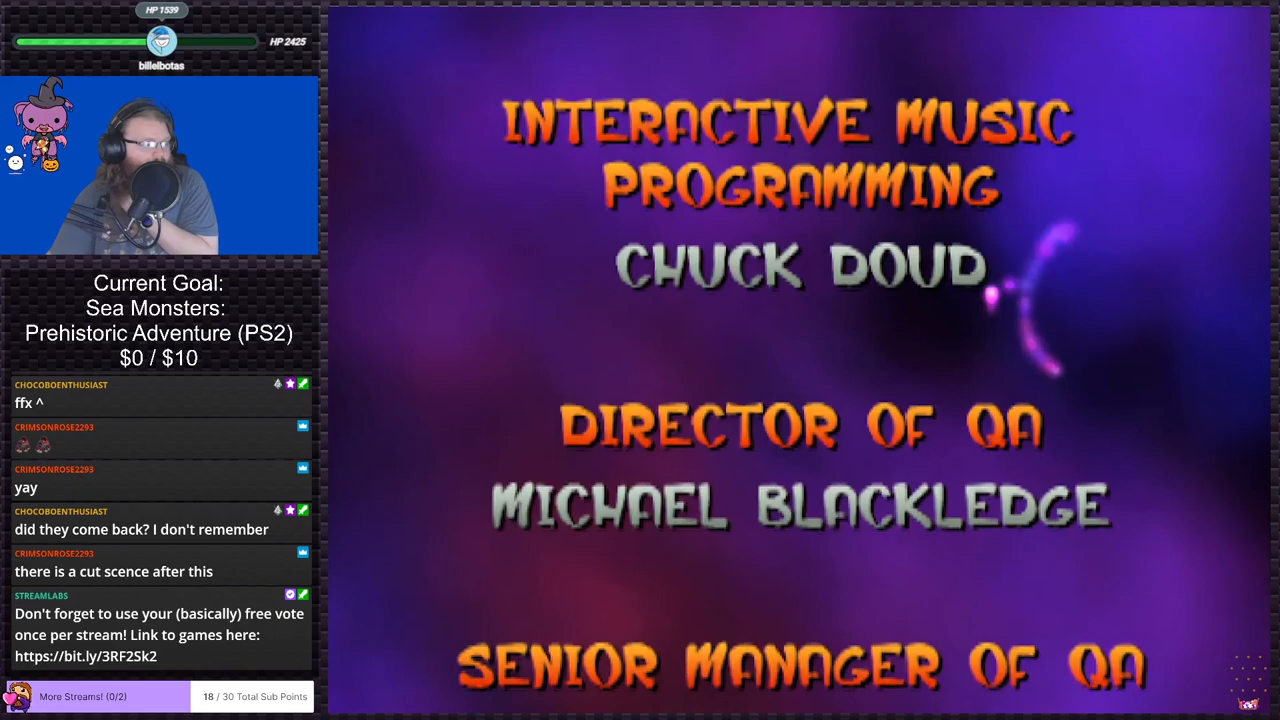 HP 1539
HP 2425
billelbotas
Current Goal:
Sea Monsters:
Prehistoric Adventure (PS2)
$0 / $10
CHOCOBOENTHUSIAST
ffx ^
CRIMSONROSE2293
CRIMSONROSE2293
yay
CHOCOBOENTHUSIAST
did they come back? I don't remember
CRIMSONROSE2293
there is a cut scence after this
STREAMLABS
Don't forget to use your (basically) free vote
once per stream! Link to games here:
https://bit.ly/3RF2Sk2
More Streams! (0/2)
18 / 30 Total Sub Points
INTERACTIVE MUSIC
PROGRAMMING
CHUCK DOUD
DIRECTOR OF QA
MICHAEL BLACKLEDGE
SENIOR MANAGER OF QA